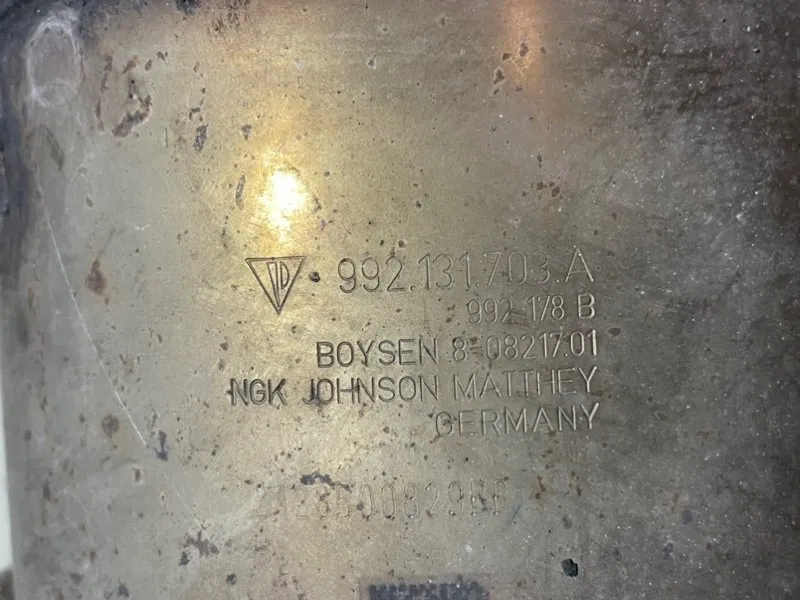 992.131.703.A
992 178 B
BOYSEN 8-08217.01
NGK JOHNSON MATTHEY
GERMANY